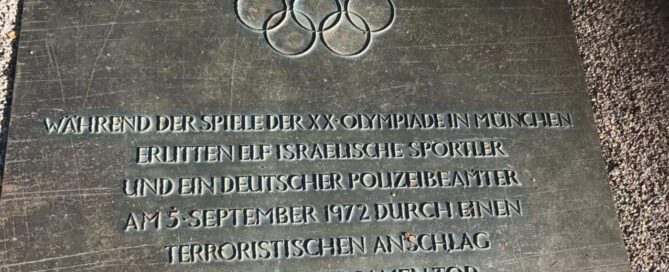 WÄHREND DER SPIELE DER XX·OLYMPIADE IN MÜNCHEN
ERLITTEN ELF ISRAELISCHE SPORTLER
UND EIN DEUTSCHER POLIZEIBEAMTER
AM 5·SEPTEMBER 1972 DURCH EINEN
TERRORISTISCHEN ANSCHLAG
TOD